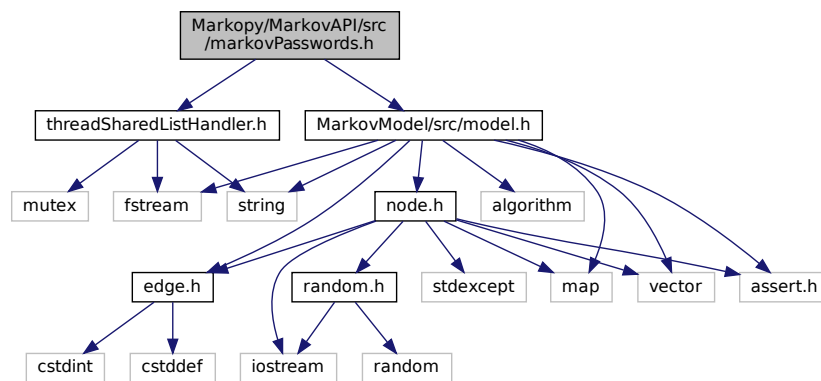 Markopy/MarkovAPI/src
/markovPasswords.h
threadSharedListHandler.h
MarkovModel/src/model.h
mutex
fstream
string
node.h
algorithm
edge.h
random.h
stdexcept
map
vector
assert.h
cstdint
cstddef
iostream
random